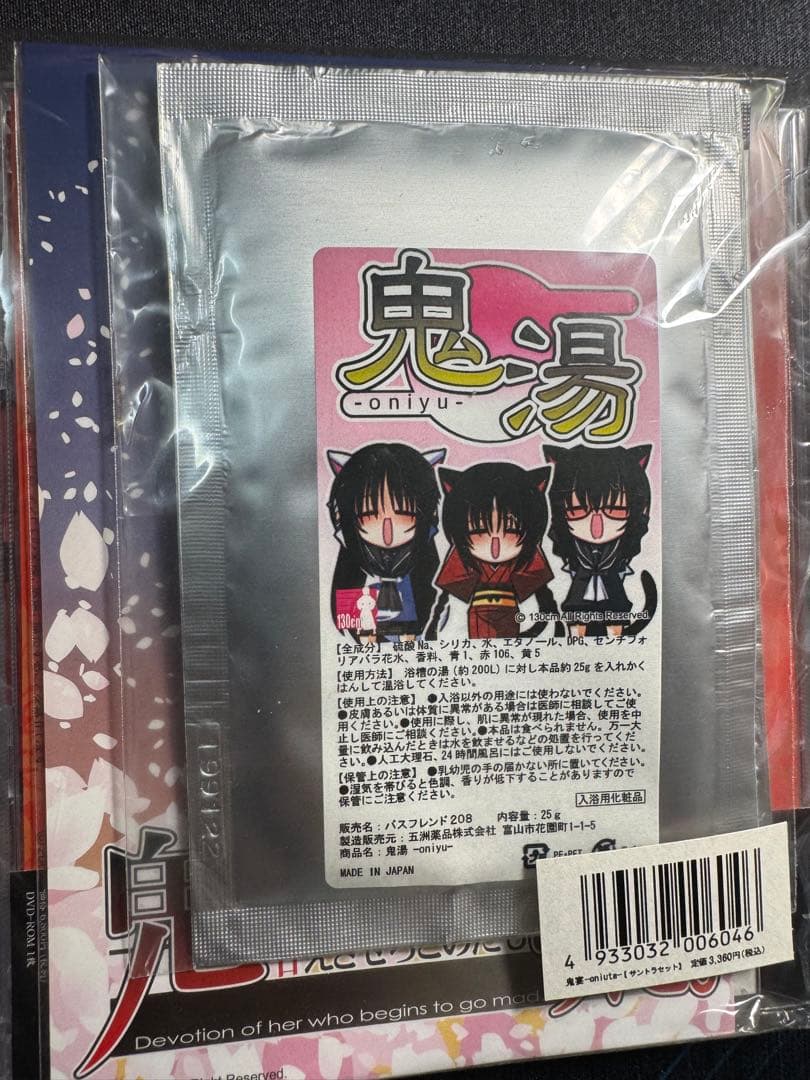 鬼湯
-oniyu-
130cm
© 130cm All Rights Reserved.
【全成分】 硫酸Na、シリカ、水、エタノール、DPG、センチフォ
リアバラ花水、香料、青1、赤106、黄5
【使用方法】 浴槽の湯(約200L)に対し本品約25gを入れかく
はんして温浴してください。
【使用上の注意】 ●入浴以外の用途には使わないでください。
●皮膚あるいは体質に異常がある場合は医師に相談してご使
用ください。●使用に際し、肌に異常が現れた場合、使用を中
止し医師にご相談ください。●本品は食べられません。万一大
量に飲み込んだときは水を飲ませるなどの処置を行ってくだ
さい。●人工大理石、24時間風呂にはご使用しないでください。
【保管上の注意】 ●乳幼児の手の届かない所に置いてください。
●湿気を帯びると色調、香りが低下することがありますので
保管にご注意ください。
入浴用化粧品
販売名:バスフレンド208 内容量:25g
製造販売元:五洲薬品株式会社 富山市花園町1-1-5
商品名:鬼湯 -oniyu-
MADE IN JAPAN
PE・PET
4 933032 006046
鬼宴-oniuta-【サントラセット】 定価3,360円(税込)
DVD-ROM 1枚
Devotion of her who begins to go mad
Rights Reserved.